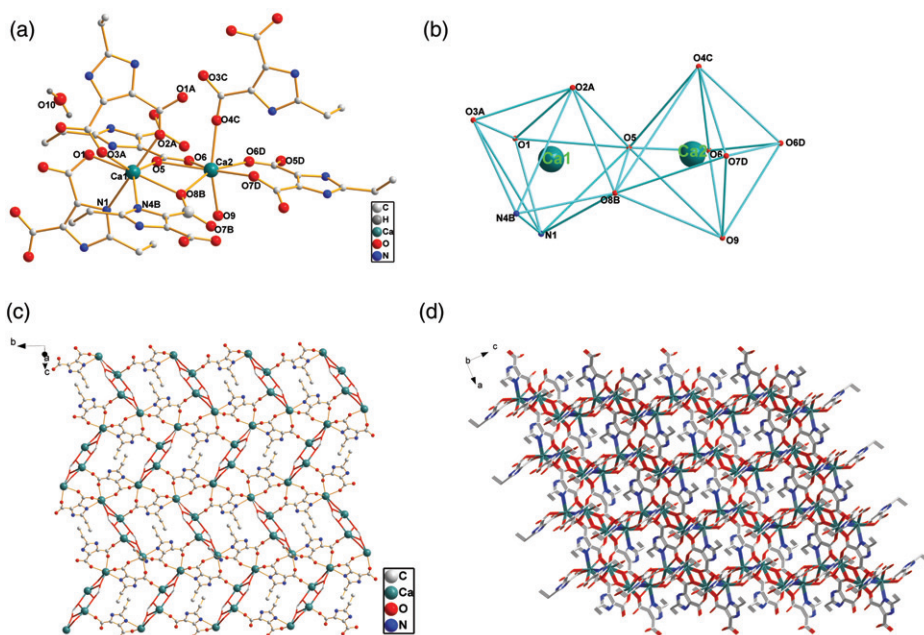 (a)
O1A
O3C
O10
O4C
O2A
O1
O3A
O6
Ca2
O6D
O5D
Ca1
O5
O7D
O8B
N1
N4B
O9
O7B
C
H
Ca
O
N
(b)
O4C
O2A
O3A
O1
O5
O6
O6D
Ca1
O7D
O8B
N4B
N1
O9
(c)
b
a
c
C
Ca
O
N
(d)
c
b
a